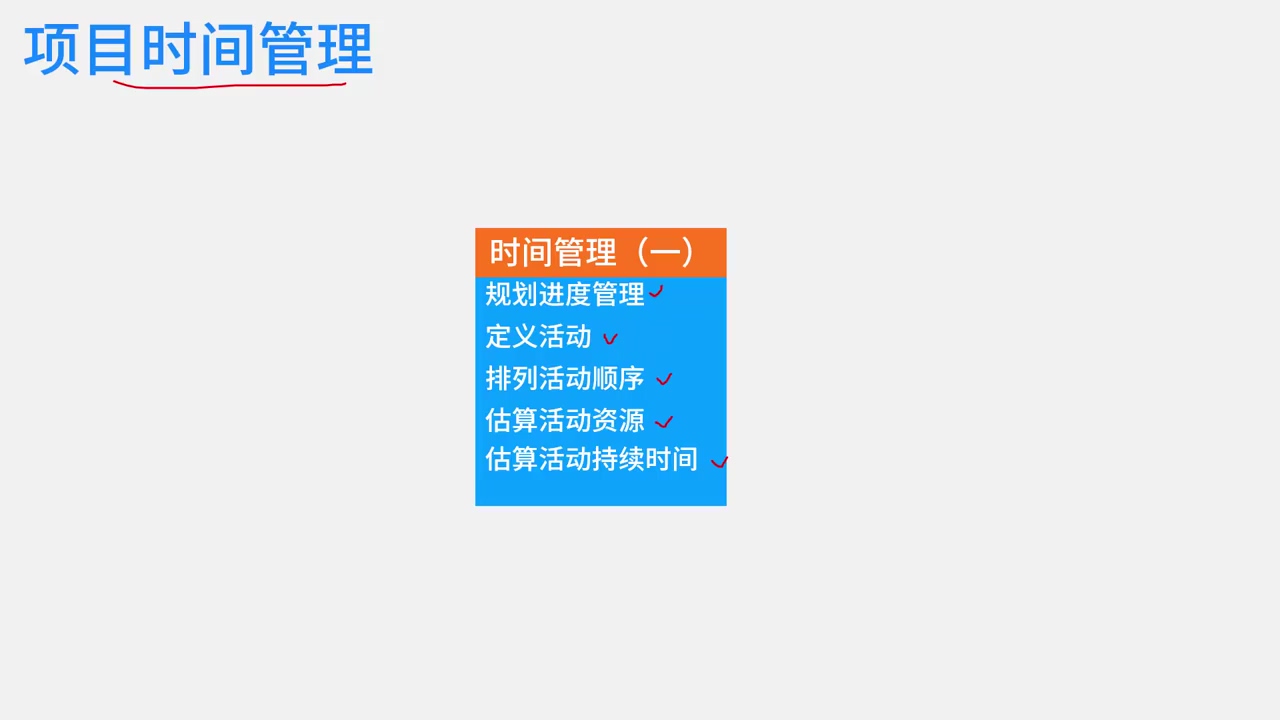 项目时间管理
时间管理（一）
规划进度管理
定义活动
排列活动顺序
估算活动资源
估算活动持续时间